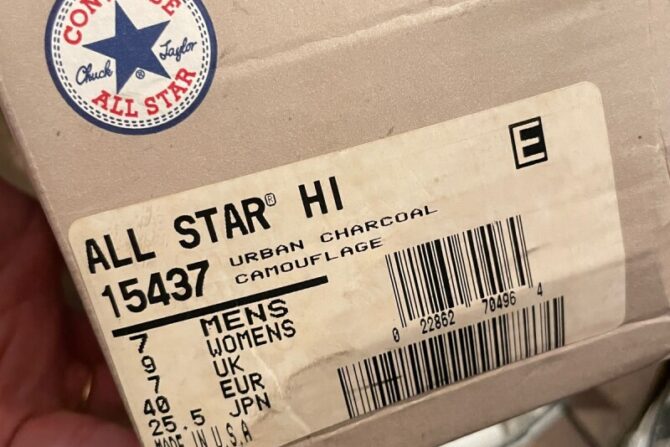 CONVERSE
Chuck Taylor
®
ALL STAR
E
ALL STAR® HI
15437 URBAN CHARCOAL
CAMOUFLAGE
7 MENS
9 WOMENS
7 UK
40 EUR
25.5 JPN
MADE IN U.S.A
0 22862 70496 4